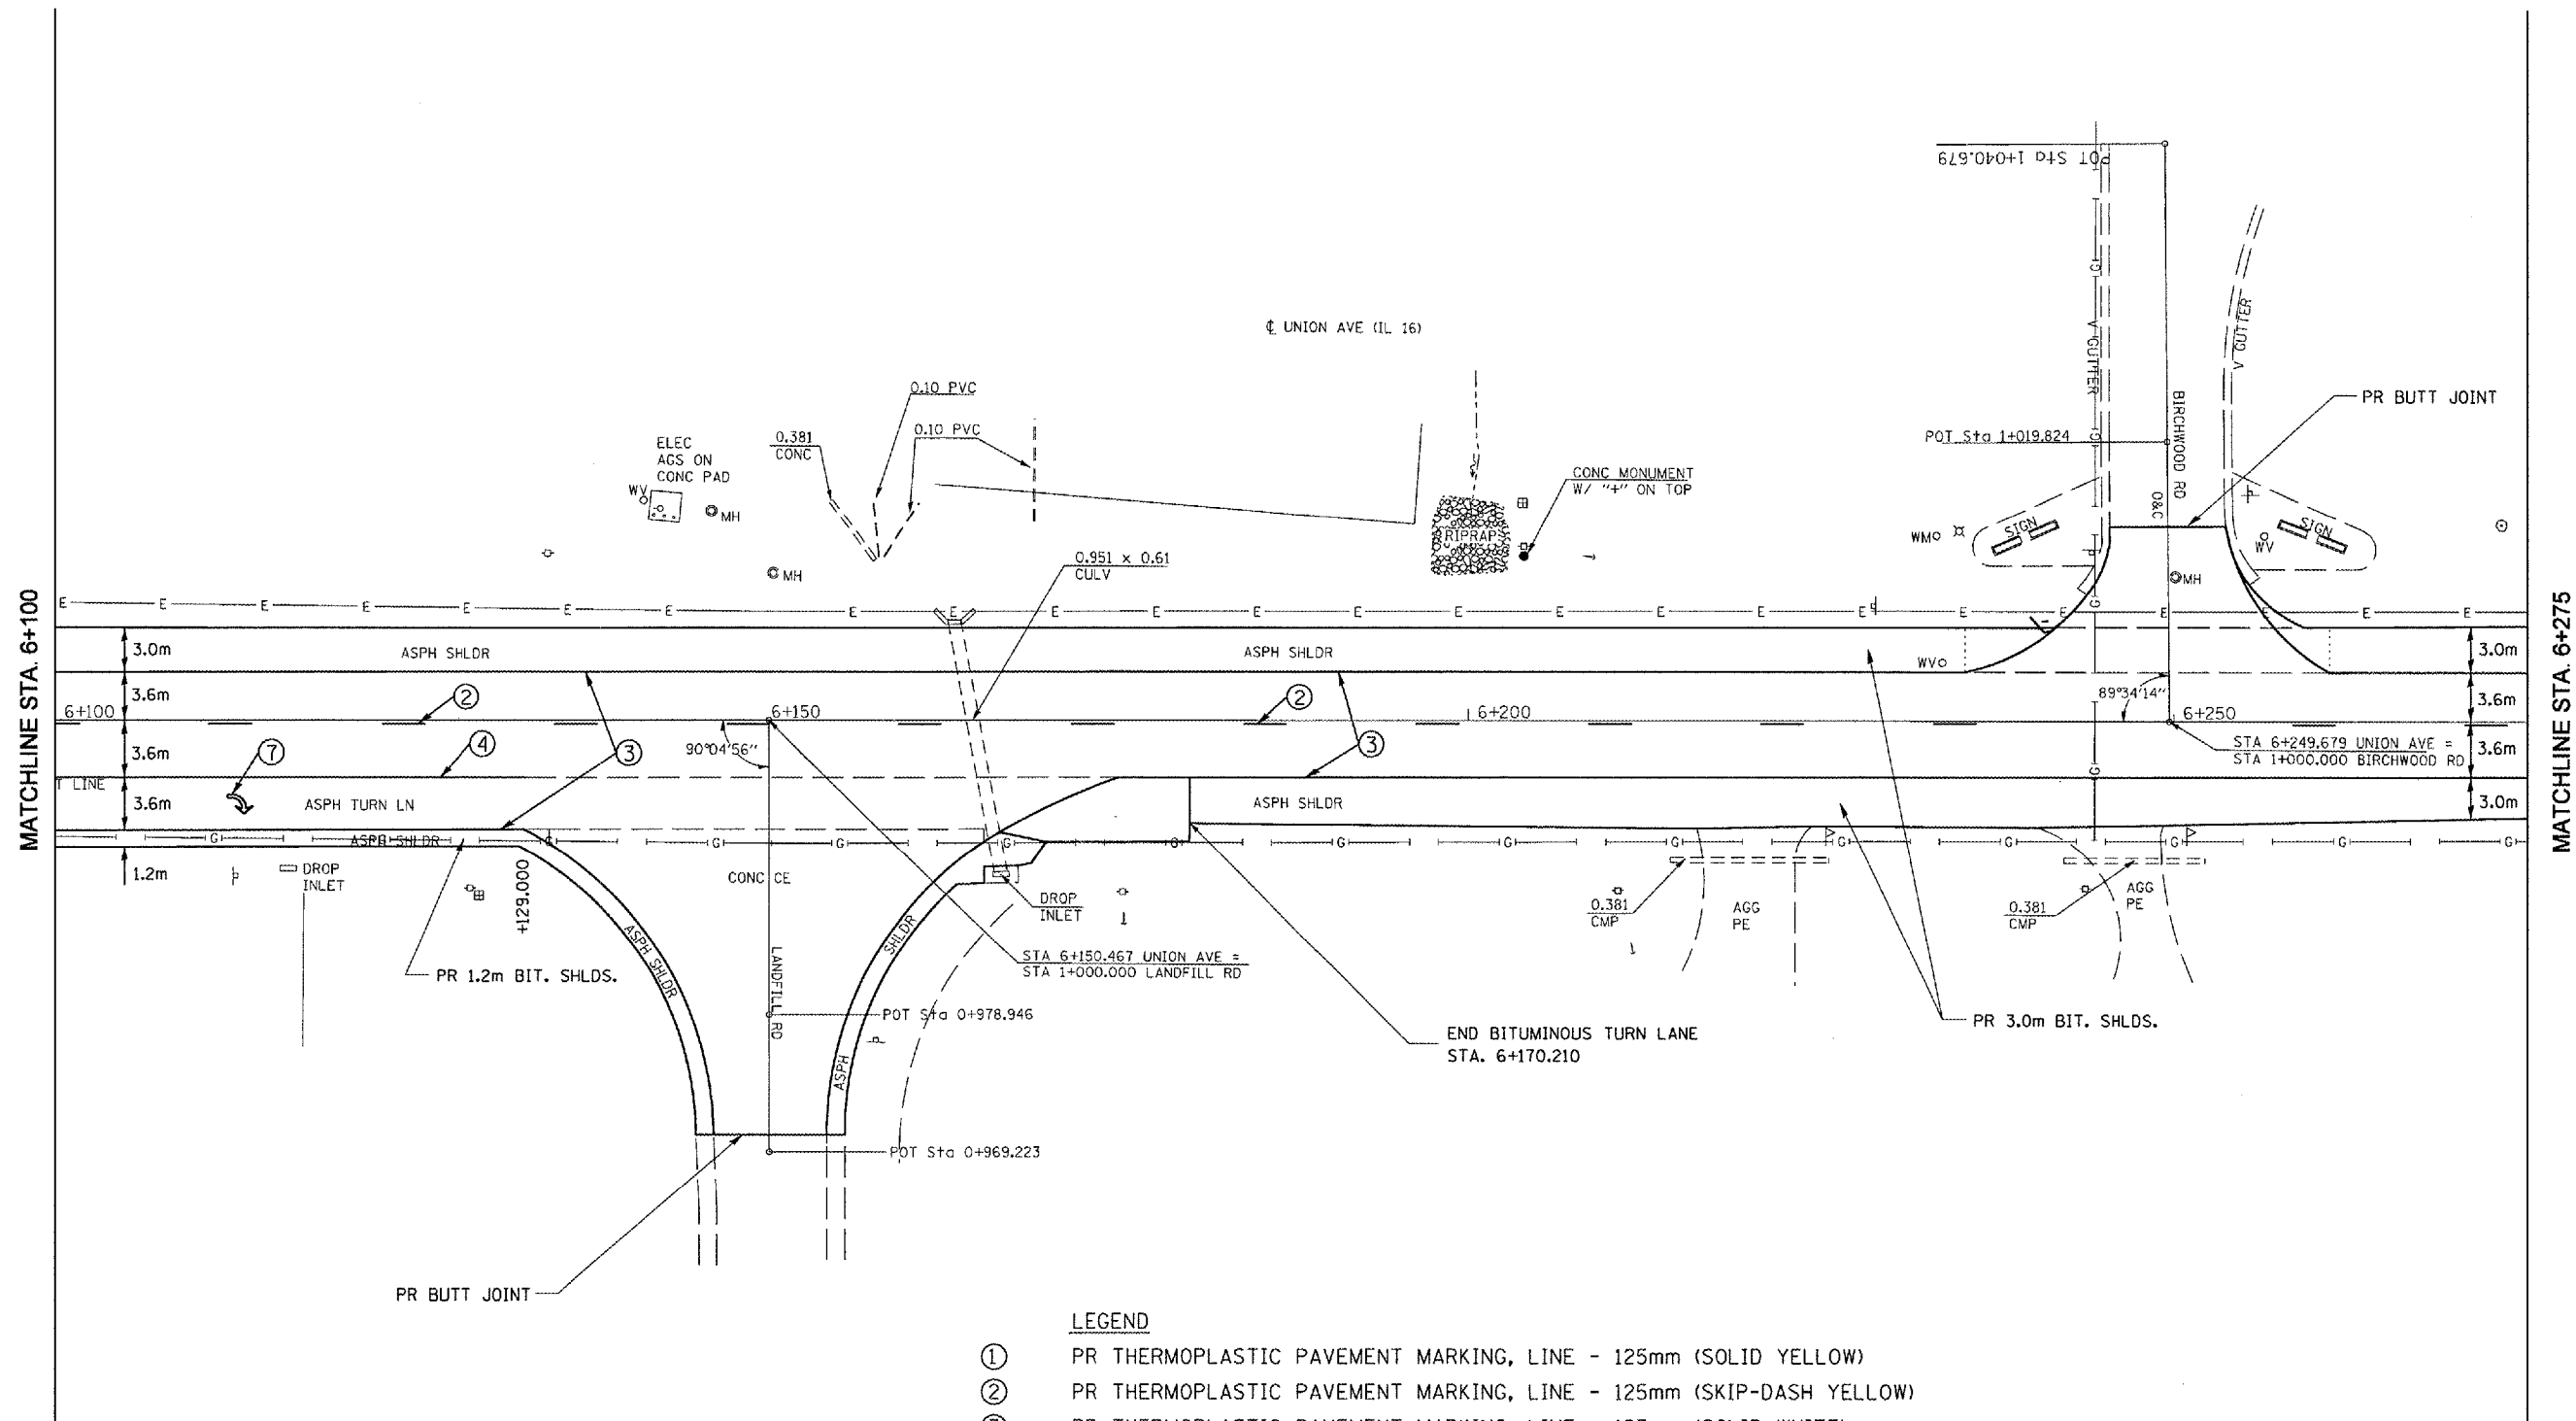 MATCHLINE STA. 6+100
MATCHLINE STA. 6+275
POT Sta 1+040.679
℄ UNION AVE (IL 16)
G
V GUTTER
G
V GUTTER
BIRCHWOOD RD
O&C
POT Sta 1+019.824
PR BUTT JOINT
0.10 PVC
0.10 PVC
0.381
CONC
ELEC
AGS ON
CONC PAD
WV
MH
MH
CONC MONUMENT
W/ "+" ON TOP
RIPRAP
WM
SIGN
SIGN
WV
MH
0.951 x 0.61
CULV
E E E E E E E E E E E E E E E E E E E E E E E E
3.0m
ASPH SHLDR
ASPH SHLDR
WV
3.0m
3.6m
2
2
89°34'14"
3.6m
6+100
6+150
6+200
6+250
3.6m
7
4
3
90°04'56"
3
STA 6+249.679 UNION AVE =
STA 1+000.000 BIRCHWOOD RD
3.6m
T LINE
3.6m
ASPH TURN LN
ASPH SHLDR
3.0m
G ASPH SHLDR G G G G G G G G G G G G
1.2m
DROP
INLET
+129.000
CONC CE
DROP
INLET
0.381
CMP
AGG
PE
0.381
CMP
AGG
PE
ASPH SHLDR
LANDFILL RD
ASPH SHLDR
PR 1.2m BIT. SHLDS.
STA 6+150.467 UNION AVE =
STA 1+000.000 LANDFILL RD
POT Sta 0+978.946
PR 3.0m BIT. SHLDS.
END BITUMINOUS TURN LANE
STA. 6+170.210
POT Sta 0+969.223
PR BUTT JOINT
LEGEND
1 PR THERMOPLASTIC PAVEMENT MARKING, LINE - 125mm (SOLID YELLOW)
2 PR THERMOPLASTIC PAVEMENT MARKING, LINE - 125mm (SKIP-DASH YELLOW)